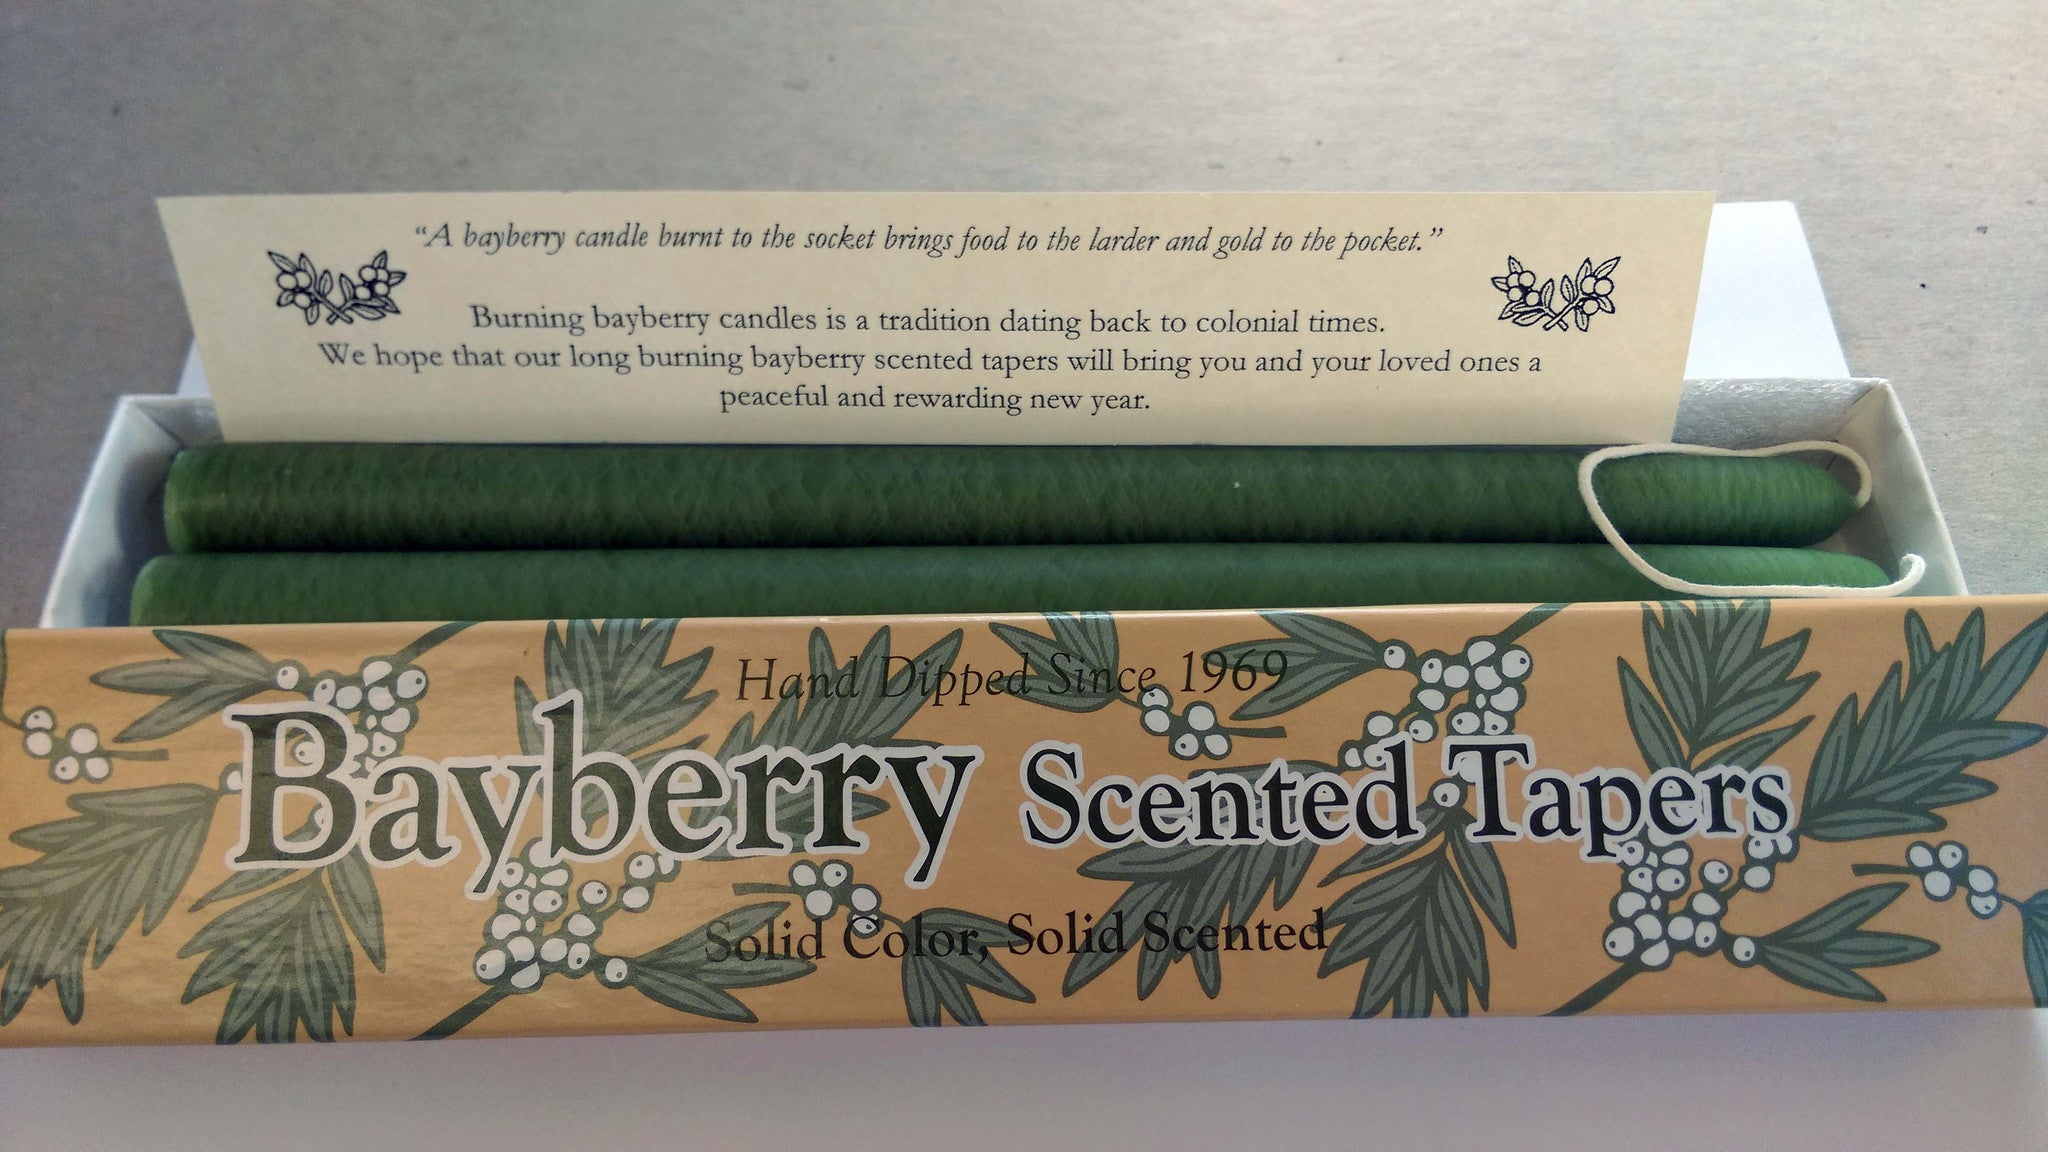 “A bayberry candle burnt to the socket brings food to the larder and gold to the pocket.”
Burning bayberry candles is a tradition dating back to colonial times.
We hope that our long burning bayberry scented tapers will bring you and your loved ones a
peaceful and rewarding new year.
Hand Dipped Since 1969
Bayberry Scented Tapers
Solid Color, Solid Scented